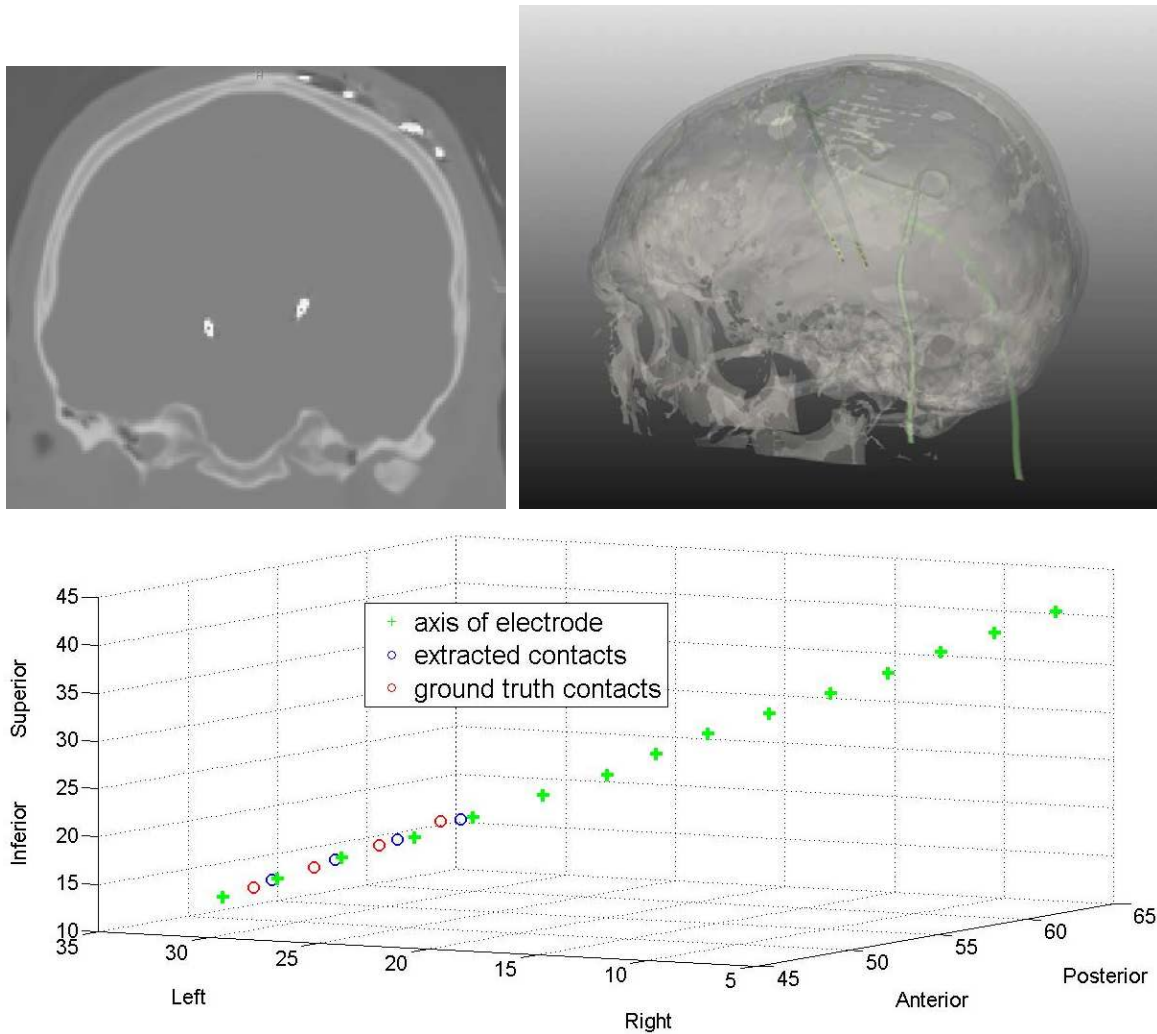 H
45
40
35
30
25
20
15
10
Superior
Inferior
axis of electrode
extracted contacts
ground truth contacts
35
30
25
20
15
10
5
45
50
55
60
65
Left
Right
Anterior
Posterior